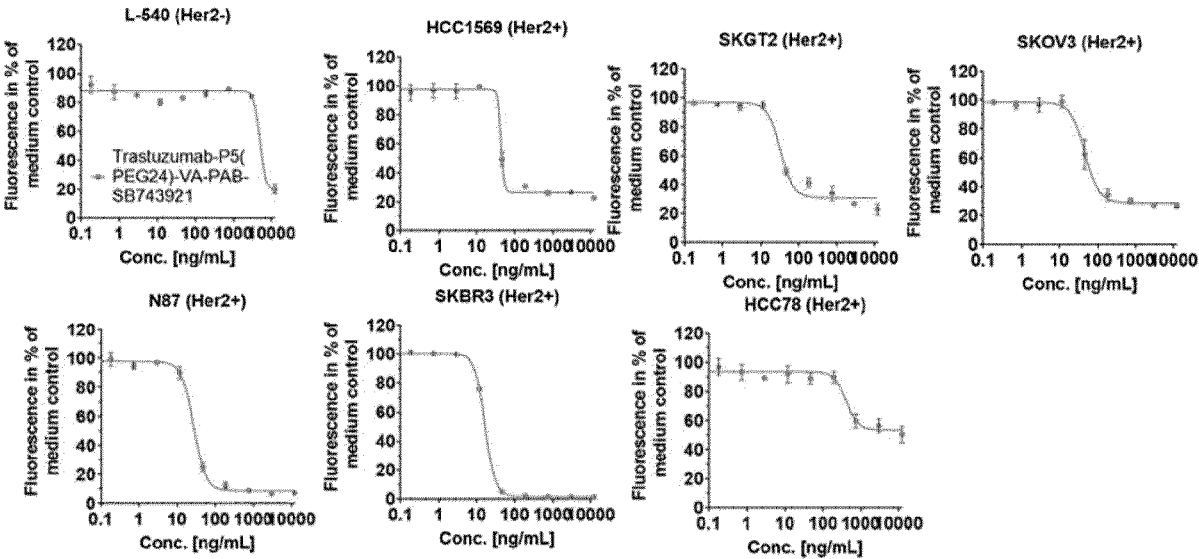 L-540 (Her2-)
Fluorescence in % of
medium control
120
100
80
60
40
20
0
Trastuzumab-P5(
PEG24)-VA-PAB-
SB743921
0.1 1 10 100 1000 10000
Conc. [ng/mL]
HCC1569 (Her2+)
Fluorescence in % of
medium control
120
100
80
60
40
20
0
0.1 1 10 100 1000 10000
Conc. [ng/mL]
SKGT2 (Her2+)
Fluorescence in % of
medium control
120
100
80
60
40
20
0
0.1 1 10 100 1000 10000
Conc. [ng/mL]
SKOV3 (Her2+)
Fluorescence in % of
medium control
120
100
80
60
40
20
0
0.1 1 10 100 1000 10000
Conc. [ng/mL]
N87 (Her2+)
Fluorescence in % of
medium control
120
100
80
60
40
20
0
0.1 1 10 100 1000 10000
Conc. [ng/mL]
SKBR3 (Her2+)
Fluorescence in % of
medium control
120
100
80
60
40
20
0
0.1 1 10 100 1000 10000
Conc. [ng/mL]
HCC78 (Her2+)
Fluorescence in % of
medium control
120
100
80
60
40
20
0
0.1 1 10 100 1000 10000
Conc. [ng/mL]